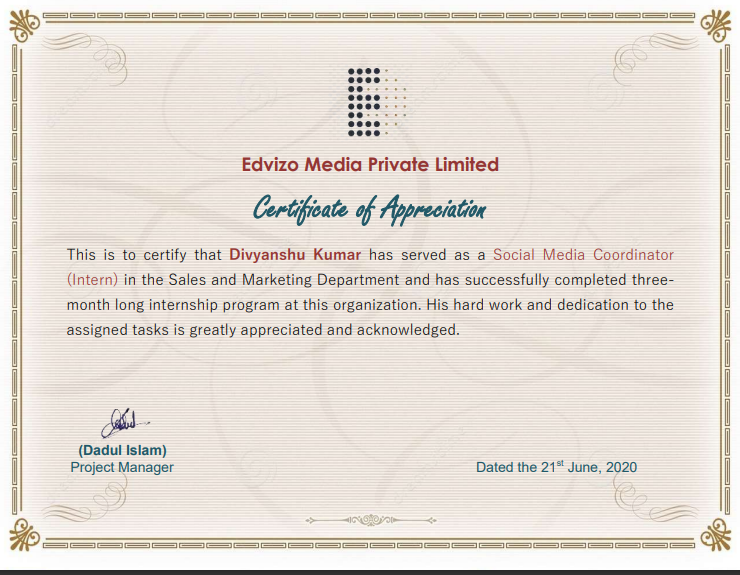 Edvizo Media Private Limited
Certificate of Appreciation
This is to certify that Divyanshu Kumar has served as a Social Media Coordinator
(Intern) in the Sales and Marketing Department and has successfully completed three-
month long internship program at this organization. His hard work and dedication to the
assigned tasks is greatly appreciated and acknowledged.
(Dadul Islam)
Project Manager
Dated the 21st June, 2020